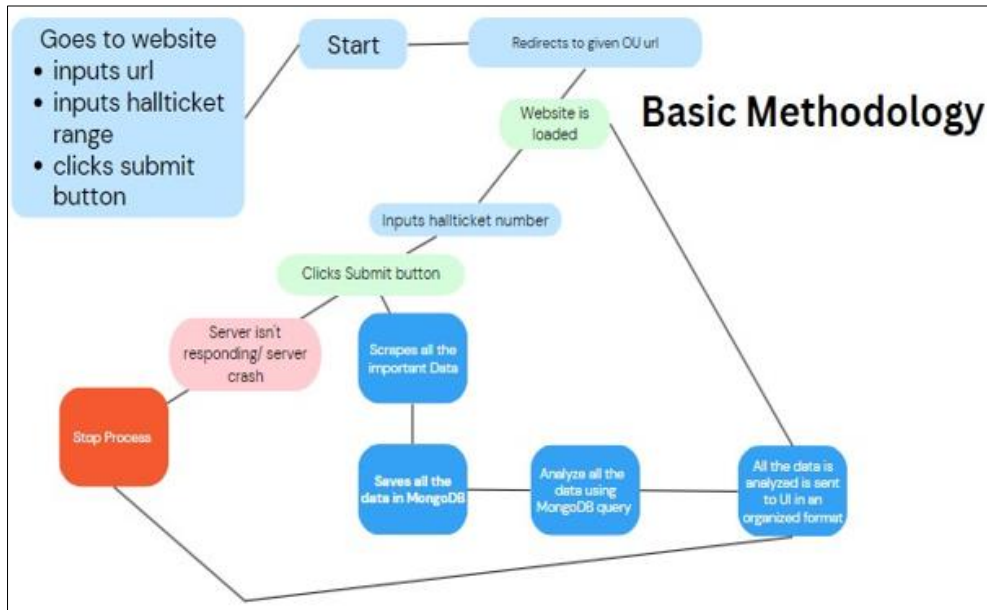 Goes to website
• inputs url
• inputs hallticket
range
• clicks submit
button
Start
Redirects to given OU url
Basic Methodology
Website is
loaded
Inputs hallticket number
Clicks Submit button
Server isn't
responding/ server
crash
Scrapes all the
important Data
Stop Process
Saves all the
data in MongoDB
Analyze all the
data using
MongoDB query
All the data is
analyzed is sent
to UI in an
organized format